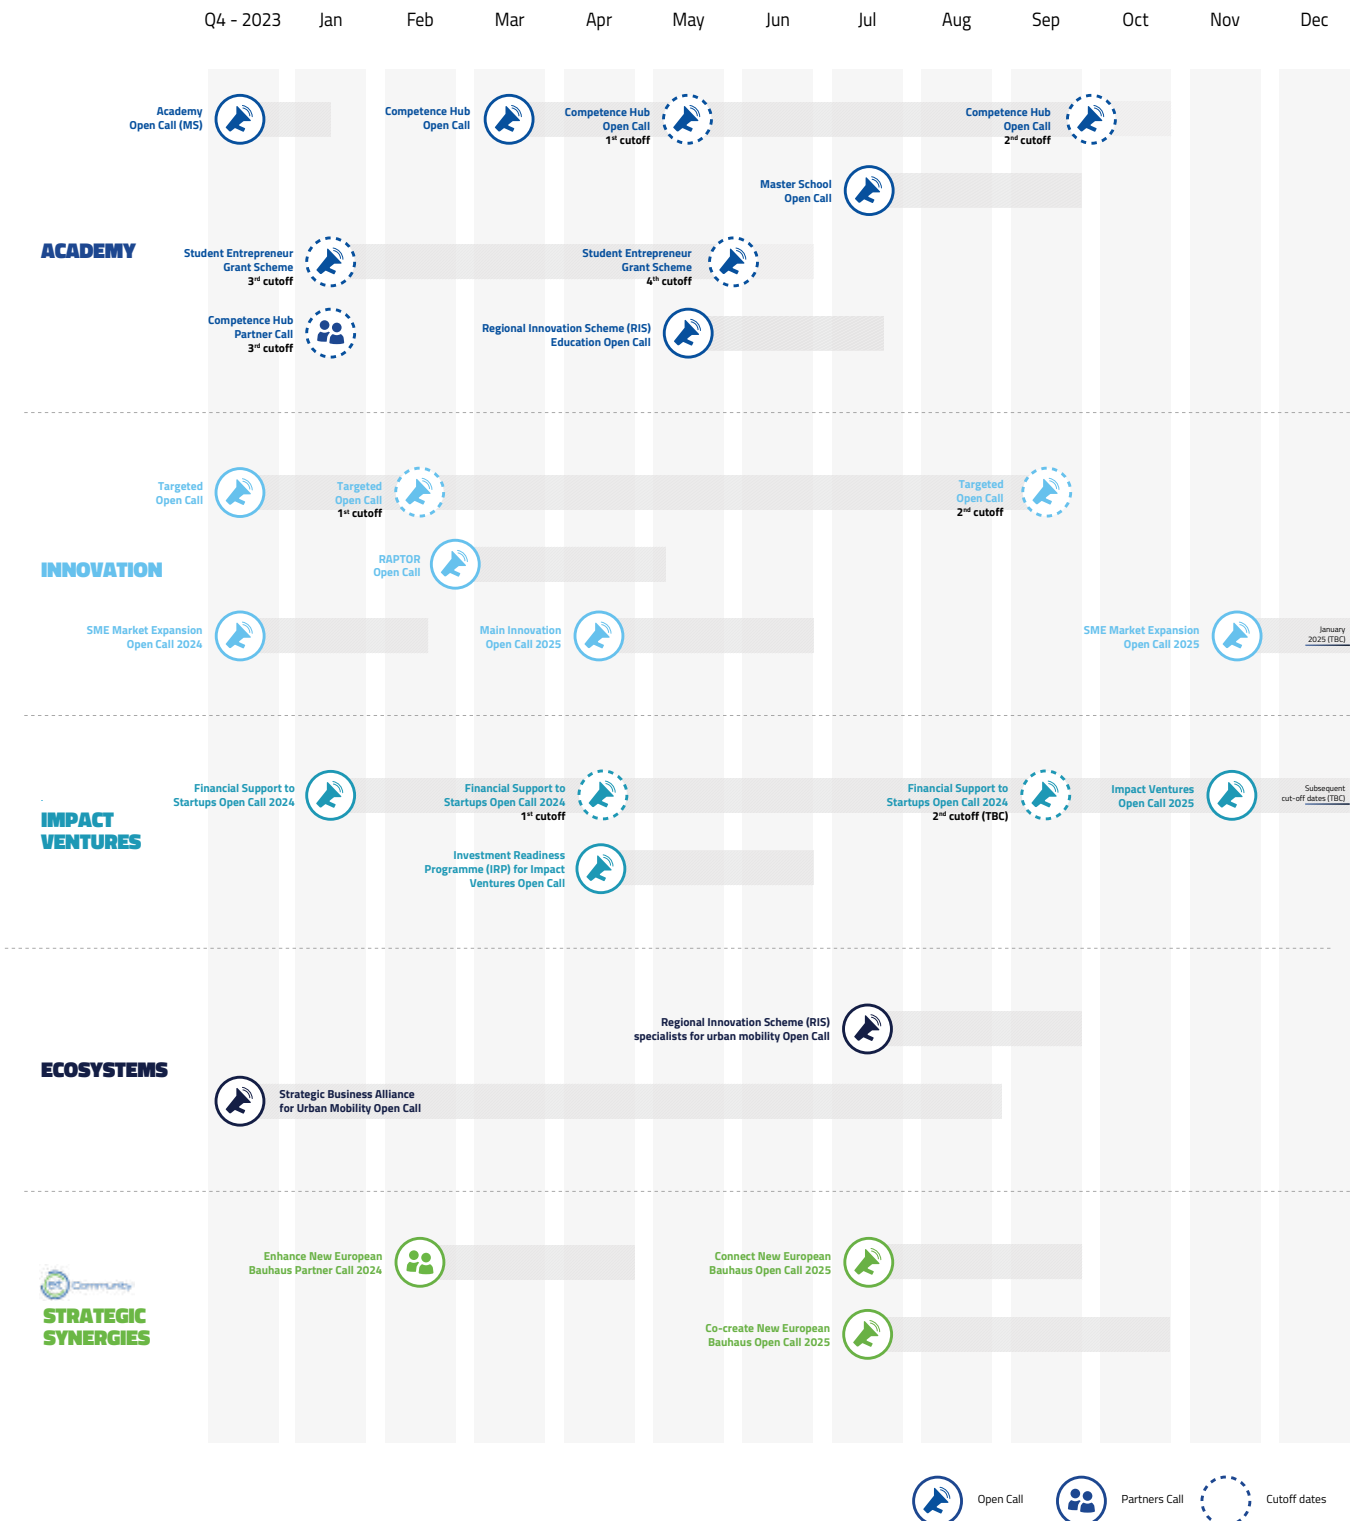 Q4 - 2023 Jan Feb Mar Apr May Jun Jul Aug Sep Oct Nov Dec
ACADEMY
Academy
Open Call (MS)
Competence Hub
Open Call
Competence Hub
Open Call
1st cutoff
Competence Hub
Open Call
2nd cutoff
Master School
Open Call
Student Entrepreneur
Grant Scheme
3rd cutoff
Student Entrepreneur
Grant Scheme
4th cutoff
Competence Hub
Partner Call
3rd cutoff
Regional Innovation Scheme (RIS)
Education Open Call
INNOVATION
Targeted
Open Call
Targeted
Open Call
1st cutoff
Targeted
Open Call
2nd cutoff
RAPTOR
Open Call
SME Market Expansion
Open Call 2024
Main Innovation
Open Call 2025
SME Market Expansion
Open Call 2025
January
2025 (TBC)
IMPACT
VENTURES
Financial Support to
Startups Open Call 2024
Financial Support to
Startups Open Call 2024
1st cutoff
Financial Support to
Startups Open Call 2024
2nd cutoff (TBC)
Impact Ventures
Open Call 2025
Subsequent
cut-off dates (TBC)
Investment Readiness
Programme (IRP) for Impact
Ventures Open Call
ECOSYSTEMS
Regional Innovation Scheme (RIS)
specialists for urban mobility Open Call
Strategic Business Alliance
for Urban Mobility Open Call
eit Community
STRATEGIC
SYNERGIES
Enhance New European
Bauhaus Partner Call 2024
Connect New European
Bauhaus Open Call 2025
Co-create New European
Bauhaus Open Call 2025
Open Call
Partners Call
Cutoff dates